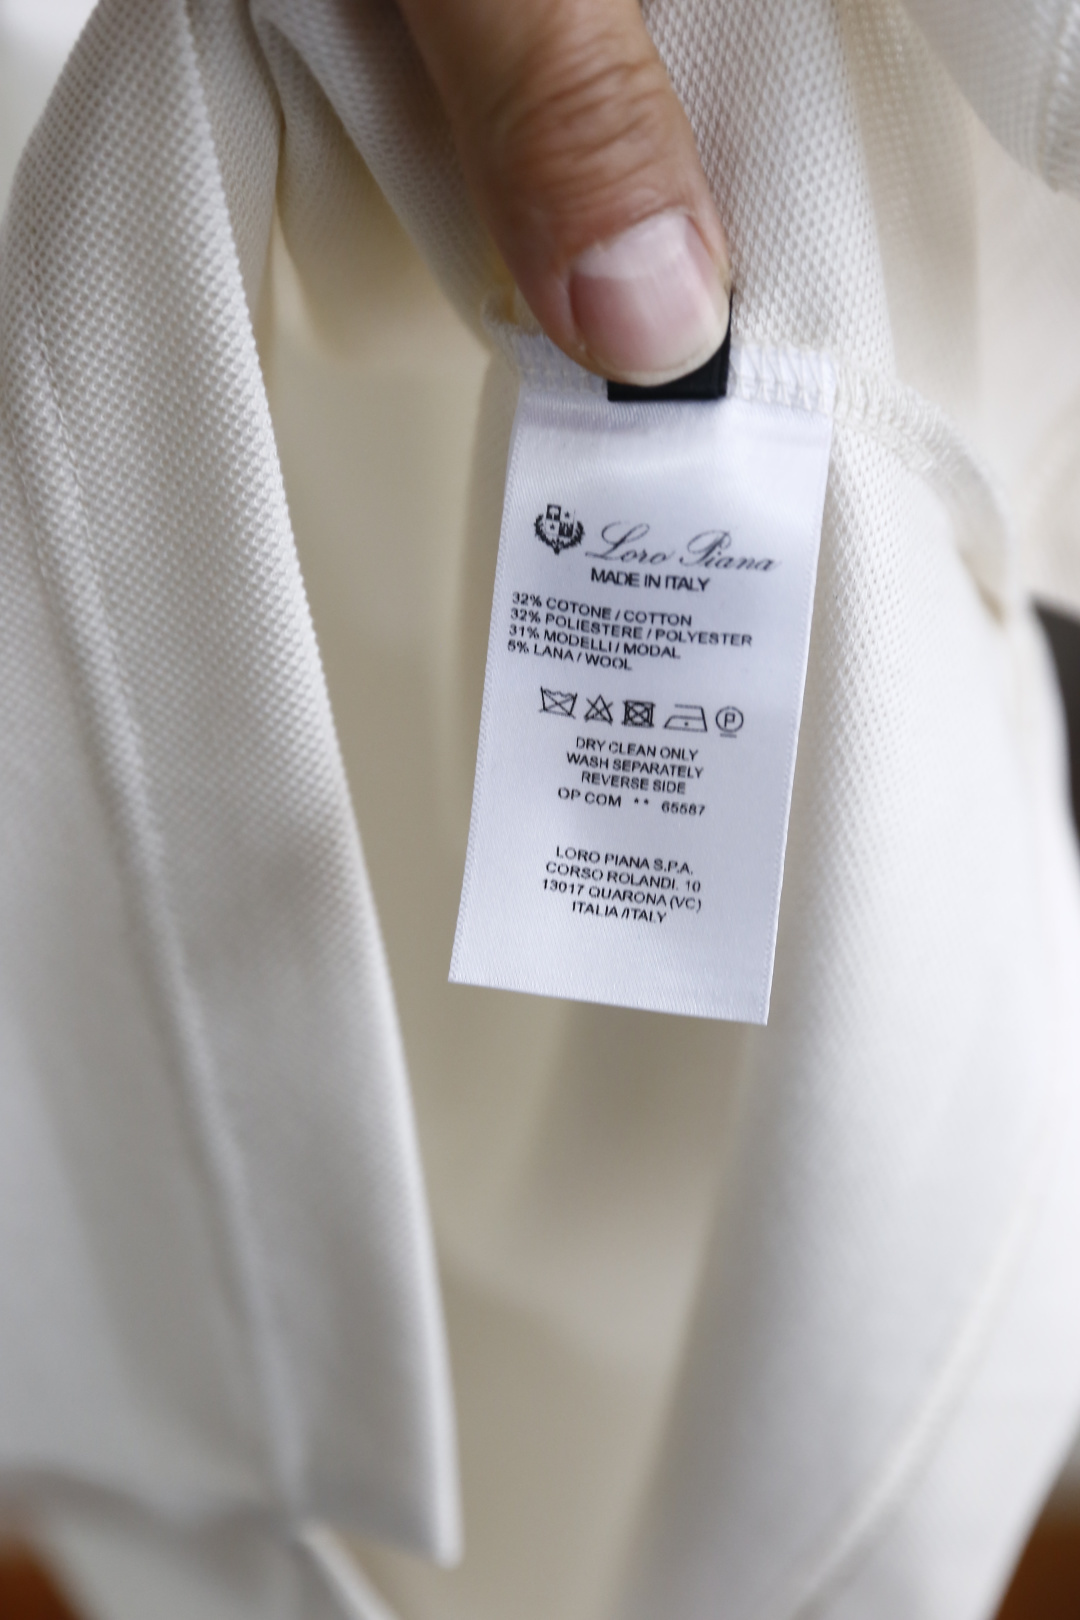 Loro Piana
MADE IN ITALY
32% COTONE / COTTON
32% POLIESTERE / POLYESTER
31% MODELLI / MODAL
5% LANA / WOOL
P
DRY CLEAN ONLY
WASH SEPARATELY
REVERSE SIDE
OP COM ** 65587
LORO PIANA S.P.A.
CORSO ROLANDI. 10
13017 QUARONA (VC)
ITALIA /ITALY